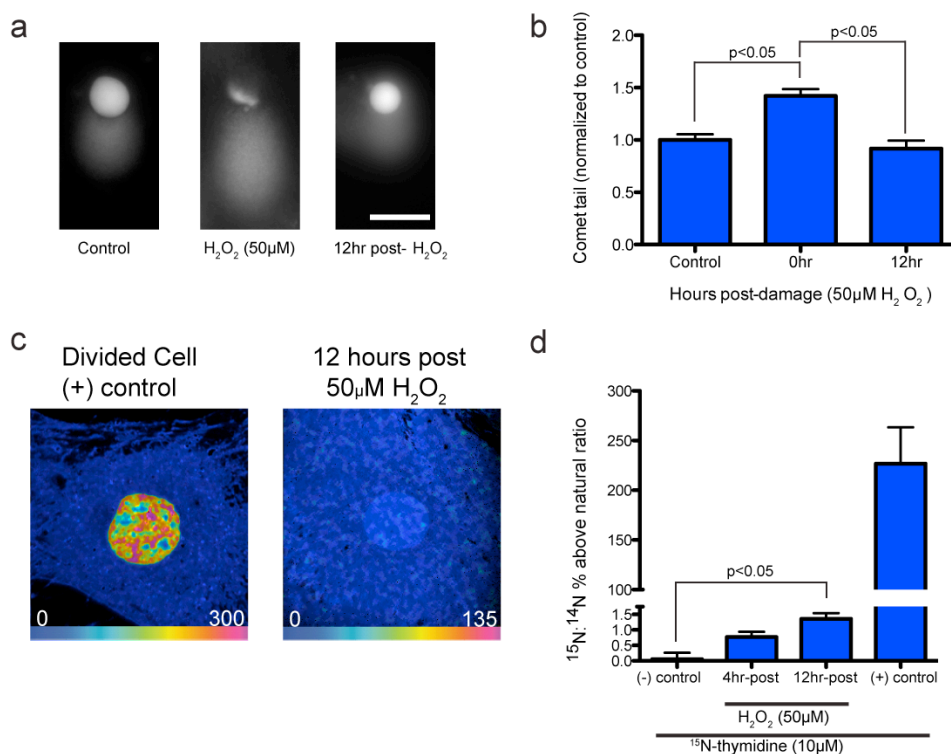 a
Control
H₂O₂ (50µM)
12hr post- H₂O₂
b
Comet tail (normalized to control)
2.0
1.5
1.0
0.5
0.0
p<0.05
p<0.05
Control
0hr
12hr
Hours post-damage (50µM H₂ O₂ )
c
Divided Cell
(+) control
0
300
12 hours post
50µM H₂O₂
0
135
d
¹⁵N:¹⁴N % above natural ratio
300
250
200
150
100
1.5
1.0
0.5
0.0
p<0.05
(-) control
4hr-post
12hr-post
(+) control
H₂O₂ (50µM)
¹⁵N-thymidine (10µM)